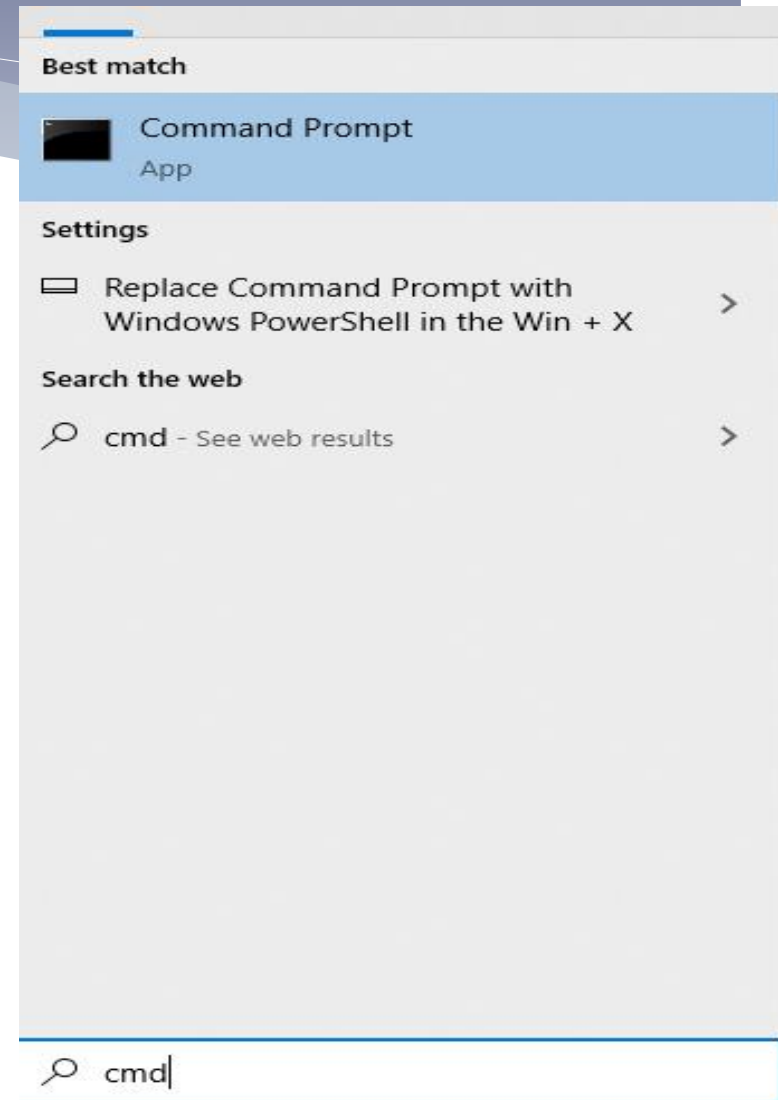 Best match
Command Prompt
App
Settings
Replace Command Prompt with
Windows PowerShell in the Win + X
Search the web
cmd - See web results
cmd